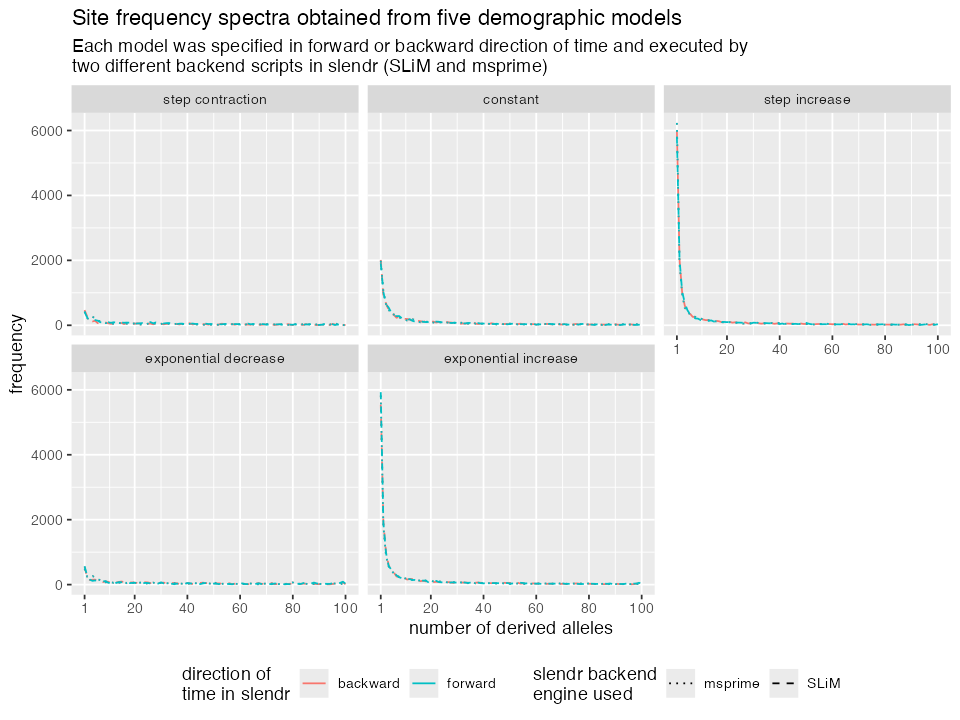 Site frequency spectra obtained from five demographic models
Each model was specified in forward or backward direction of time and executed by
two different backend scripts in slendr (SLiM and msprime)
step contraction
constant
step increase
6000
4000
2000
0
1 20 40 60 80 100
exponential decrease
exponential increase
6000
4000
2000
0
1 20 40 60 80 100
1 20 40 60 80 100
frequency
number of derived alleles
direction of
time in slendr
backward
forward
slendr backend
engine used
msprime
SLiM